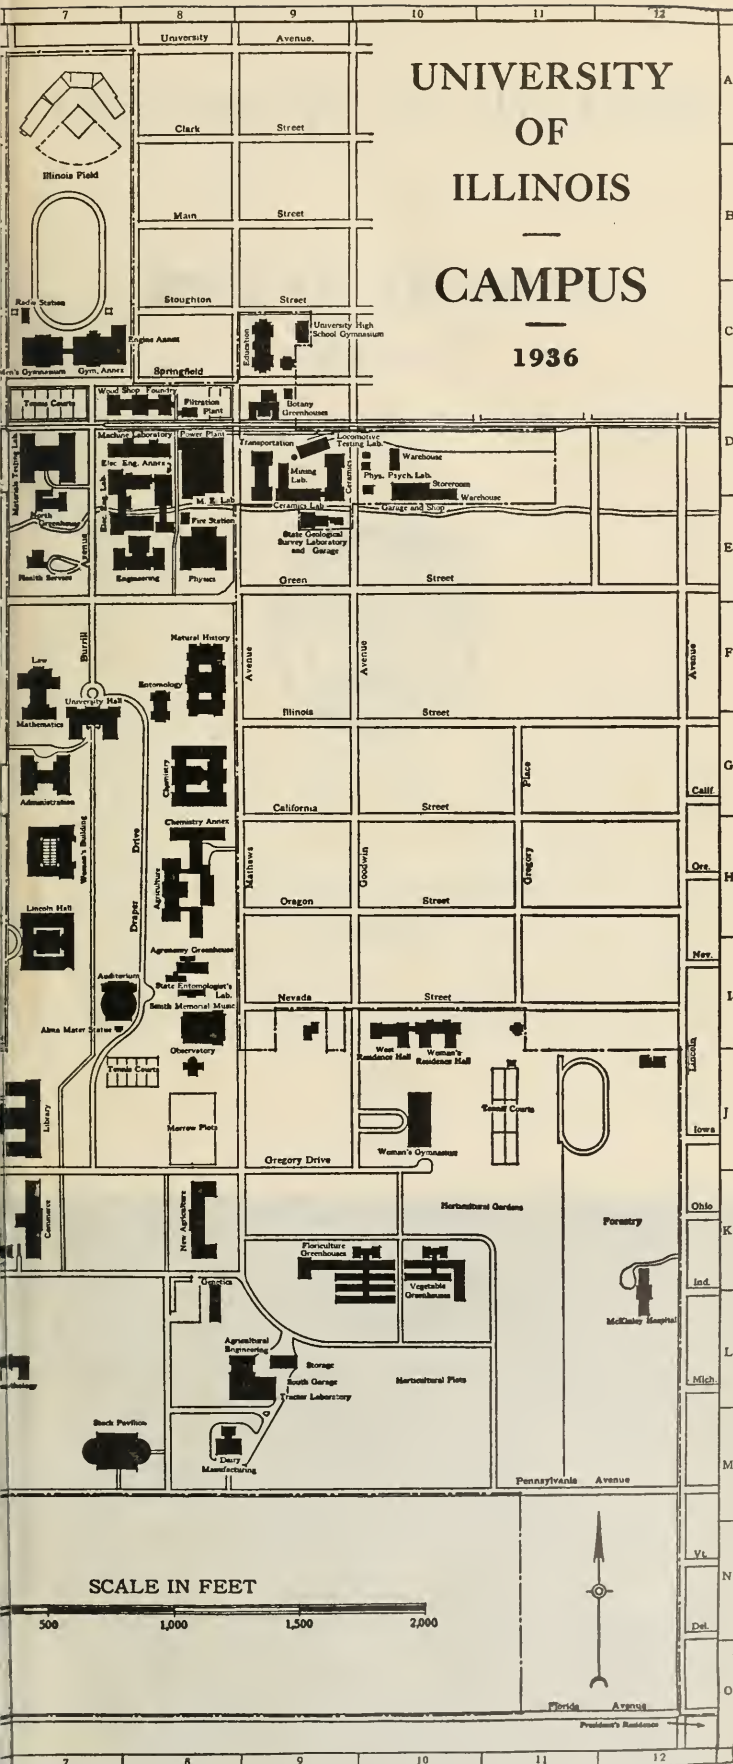 7 8 9 10 11 12
University Avenue.
UNIVERSITY
OF
ILLINOIS
CAMPUS
1936
A
B
C
D
E
F
G
H
I
J
K
L
M
N
O
Clark Street
Illinois Field
Main Street
Radio Station
Stoughton Street
Engine Annex
Education
University High
School Gymnasium
Men's Gymnasium
Gym. Annex
Springfield
Tennis Courts
Wood Shop Foundry
Filtration
Plant
Botany
Greenhouses
Materials Testing Lab.
Machine Laboratory
Power Plant
Transportation
Locomotive
Testing Lab.
Elec. Eng. Annex
Mining
Lab.
Ceramics
Warehouse
Phys. Psych. Lab.
Storeroom
Warehouse
Elec. Eng. Lab.
M. E. Lab
Ceramics Lab
Garage and Shop
North
Greenhouse
Fire Station
State Geological
Survey Laboratory
and Garage
Health Service
Avenue
Engineering
Physics
Green Street
Burrill
Law
Natural History
Avenue
Avenue
Avenue
Entomology
University Hall
Mathematics
Illinois Street
Administration
Chemistry
Place
Calif.
California Street
Woman's Building
Drive
Chemistry Annex
Mathews
Goodwin
Gregory
Ore.
Agriculture
Oragon Street
Lincoln Hall
Draper
Agronomy Greenhouse
Nev.
Auditorium
State Entomologist's
Lab.
Nevada Street
Smith Memorial Music
Alma Mater Statue
Observatory
West
Residence Hall
Woman's
Residence Hall
Lincoln
Tennis Courts
Library
Morrow Plots
Tennis Courts
Iowa
Woman's Gymnasium
Gregory Drive
Commerce
New Agriculture
Horticultural Gardens
Ohio
Forestry
Floriculture
Greenhouses
Genetics
Vegetable
Greenhouses
Ind.
McKinley Hospital
Agricultural
Engineering
Storage
South Garage
Tractor Laboratory
Horticultural Plots
Mich.
Stock Pavilion
Dairy
Manufacturing
Pennsylvania Avenue
Vt.
SCALE IN FEET
500 1,000 1,500 2,000
Del.
Florida Avenue
President's Residence
7 8 9 10 11 12